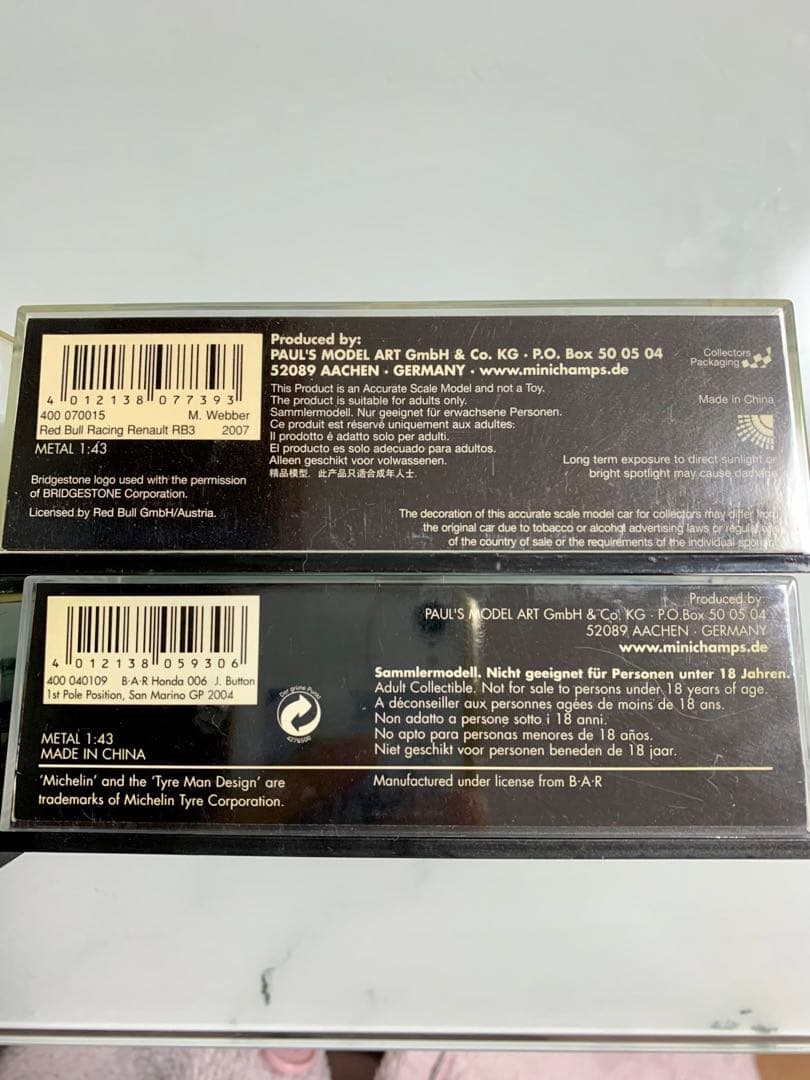 4 012138 077393
400 070015 M. Webber
Red Bull Racing Renault RB3 2007
METAL 1:43
Bridgestone logo used with the permission
of BRIDGESTONE Corporation.
Licensed by Red Bull GmbH/Austria.
Produced by:
PAUL'S MODEL ART GmbH & Co. KG · P.O. Box 50 05 04
52089 AACHEN · GERMANY · www.minichamps.de
This Product is an Accurate Scale Model and not a Toy.
The product is suitable for adults only.
Sammlermodell. Nur geeignet für erwachsene Personen.
Ce produit est réservé uniquement aux adultes:
Il prodotto é adatto solo per adulti.
El producto es solo adecuado para adultos.
Alleen geschikt voor volwassenen.
精品模型. 此产品只适合成年人士.
Collectors
Packaging
Made in China
Long term exposure to direct sunlight or
bright spotlight may cause damage
The decoration of this accurate scale model car for collectors may differ from
the original car due to tobacco or alcohol advertising laws or
of the country of sale or the requirements of the individual
4 012138 059306
400 040109 B·A·R Honda 006 J. Button
1st Pole Position, San Marino GP 2004
METAL 1:43
MADE IN CHINA
'Michelin' and the 'Tyre Man Design' are
trademarks of Michelin Tyre Corporation.
Der grüne Punkt
4276500
Produced by:
PAUL'S MODEL ART GmbH & Co. KG · P.O.Box 50 05 04
52089 AACHEN · GERMANY
www.minichamps.de
Sammlermodell. Nicht geeignet für Personen unter 18 Jahren.
Adult Collectible. Not for sale to persons under 18 years of age.
A déconseiller aux personnes agées de moins de 18 ans.
Non adatto a persone sotto i 18 anni.
No apto para personas menores de 18 años.
Niet geschikt voor personen beneden de 18 jaar.
Manufactured under license from B·A·R